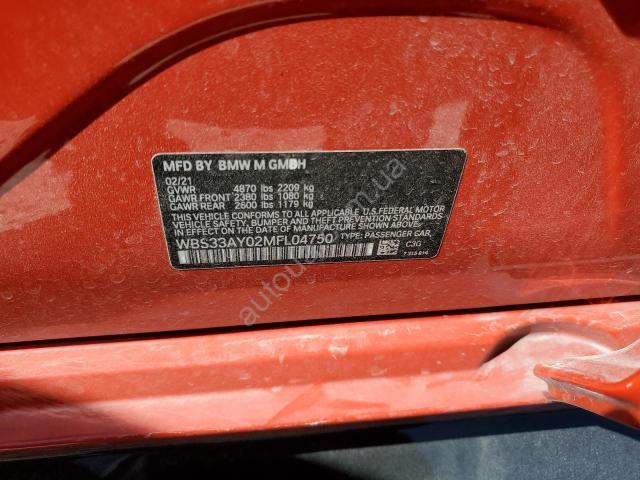 MFD BY BMW M GMBH
02/21
GVWR 4870 lbs 2209 kg
GAWR FRONT 2380 lbs 1080 kg
GAWR REAR 2600 lbs 1179 kg
THIS VEHICLE CONFORMS TO ALL APPLICABLE U.S. FEDERAL MOTOR
VEHICLE SAFETY, BUMPER, AND THEFT PREVENTION STANDARDS
IN EFFECT ON THE DATE OF MANUFACTURE SHOWN ABOVE.
WBS33AY02MFL04750 TYPE: PASSENGER CAR,
C3G